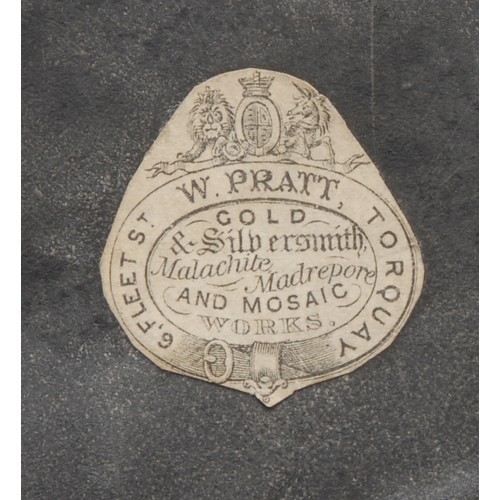 W. PRATT,
6, FLEET ST TORQUAY
GOLD
& Silversmith,
Malachite
Madrepore
AND MOSAIC
WORKS.